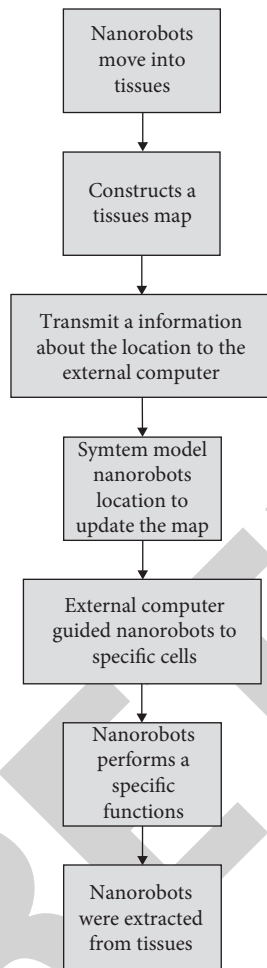 Nanorobots
move into
tissues
Constructs a
tissues map
Transmit a information
about the location to the
external computer
Symtem model
nanorobots
location to
update the map
External computer
guided nanorobots to
specific cells
Nanorobots
performs a
specific
functions
Nanorobots
were extracted
from tissues